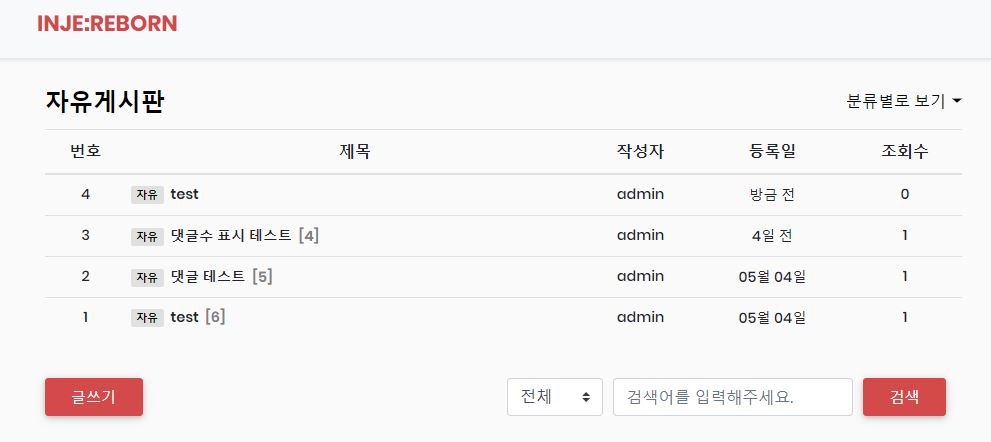 INJE:REBORN
자유게시판 분류별로 보기
번호 제목 작성자 등록일 조회수
4 자유 test admin 방금 전 0
3 자유 댓글수 표시 테스트 [4] admin 4일 전 1
2 자유 댓글 테스트 [5] admin 05월 04일 1
1 자유 test [6] admin 05월 04일 1
글쓰기 전체 검색어를 입력해주세요. 검색